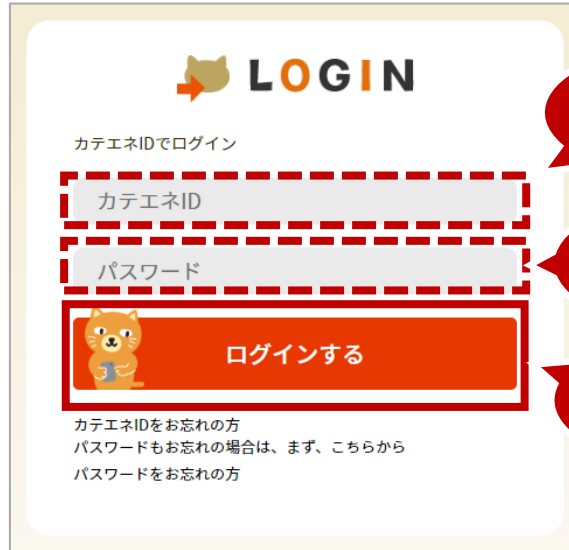 LOGIN
カテエネIDでログイン
カテエネID
パスワード
ログインする
カテエネIDをお忘れの方
パスワードもお忘れの場合は、まず、こちらから
パスワードをお忘れの方